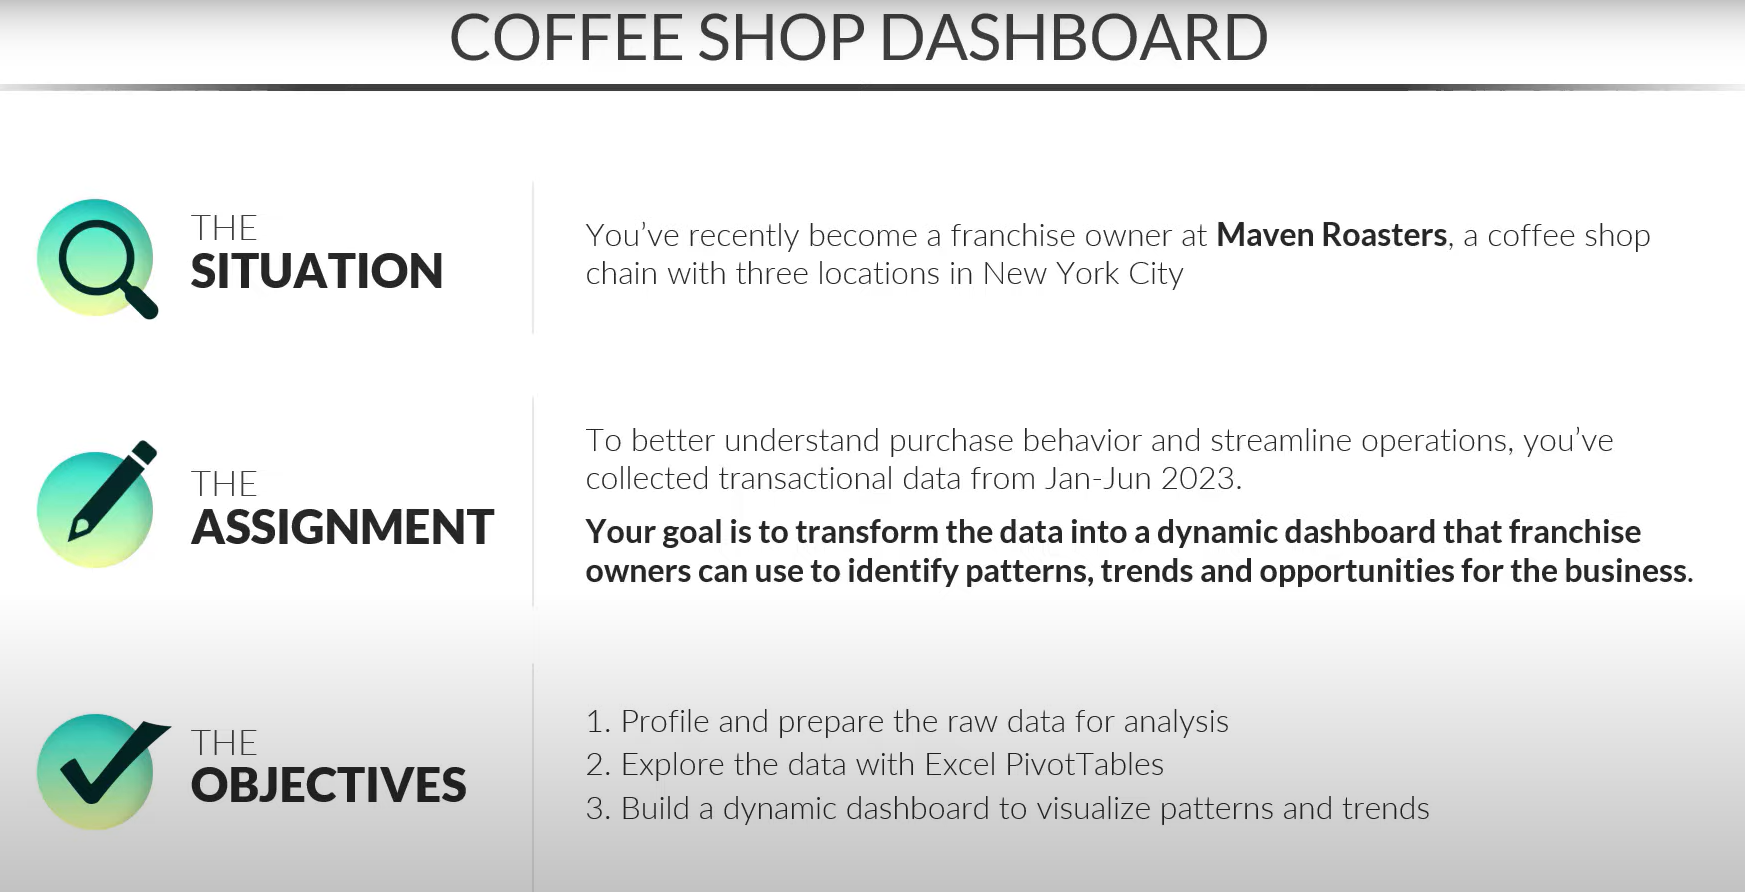 COFFEE SHOP DASHBOARD
THE
SITUATION
You’ve recently become a franchise owner at Maven Roasters, a coffee shop
chain with three locations in New York City
THE
ASSIGNMENT
To better understand purchase behavior and streamline operations, you’ve
collected transactional data from Jan-Jun 2023.
Your goal is to transform the data into a dynamic dashboard that franchise
owners can use to identify patterns, trends and opportunities for the business.
THE
OBJECTIVES
1. Profile and prepare the raw data for analysis
2. Explore the data with Excel PivotTables
3. Build a dynamic dashboard to visualize patterns and trends